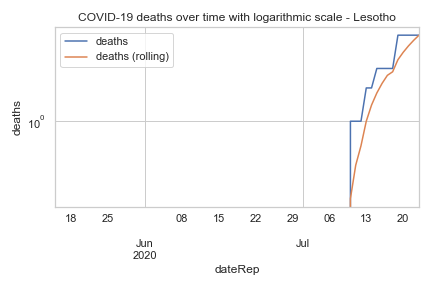 COVID-19 deaths over time with logarithmic scale - Lesotho
deaths
deaths (rolling)
deaths
10⁰
18 25 08 15 22 29 06 13 20
Jun Jul
2020
dateRep